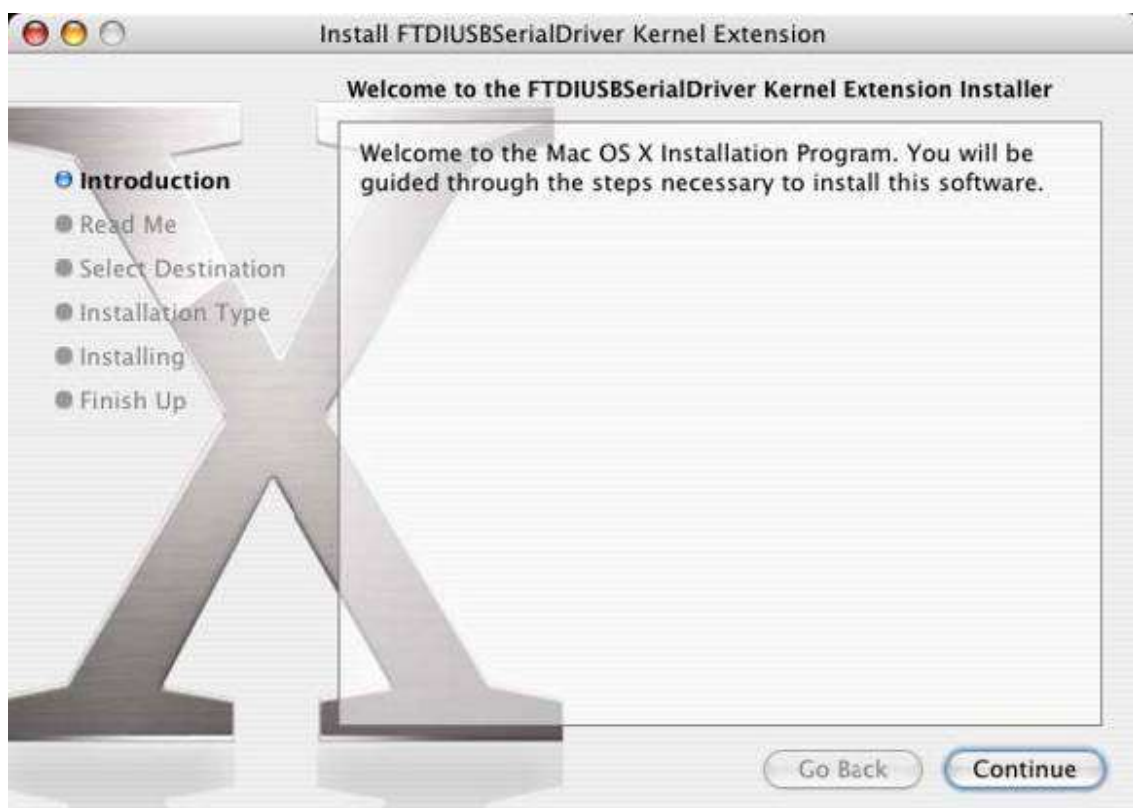 Install FTDIUSBSerialDriver Kernel Extension
Welcome to the FTDIUSBSerialDriver Kernel Extension Installer
Introduction
Read Me
Select Destination
Installation Type
Installing
Finish Up
Welcome to the Mac OS X Installation Program. You will be
guided through the steps necessary to install this software.
Go Back
Continue